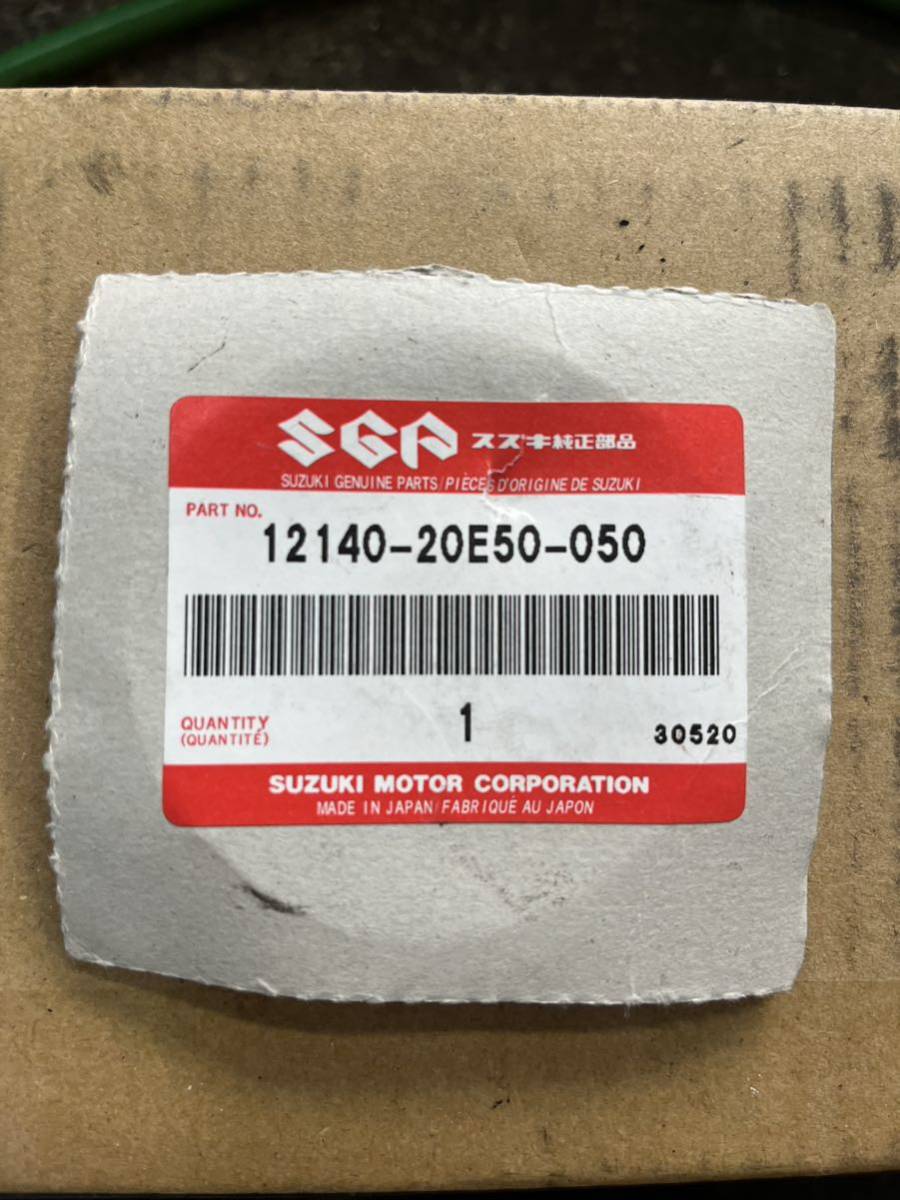 SGP スズキ純正部品
SUZUKI GENUINE PARTS/PIÈCES D'ORIGINE DE SUZUKI
PART NO.
12140-20E50-050
QUANTITY
(QUANTITÉ)
1
30520
SUZUKI MOTOR CORPORATION
MADE IN JAPAN/FABRIQUÉ AU JAPON